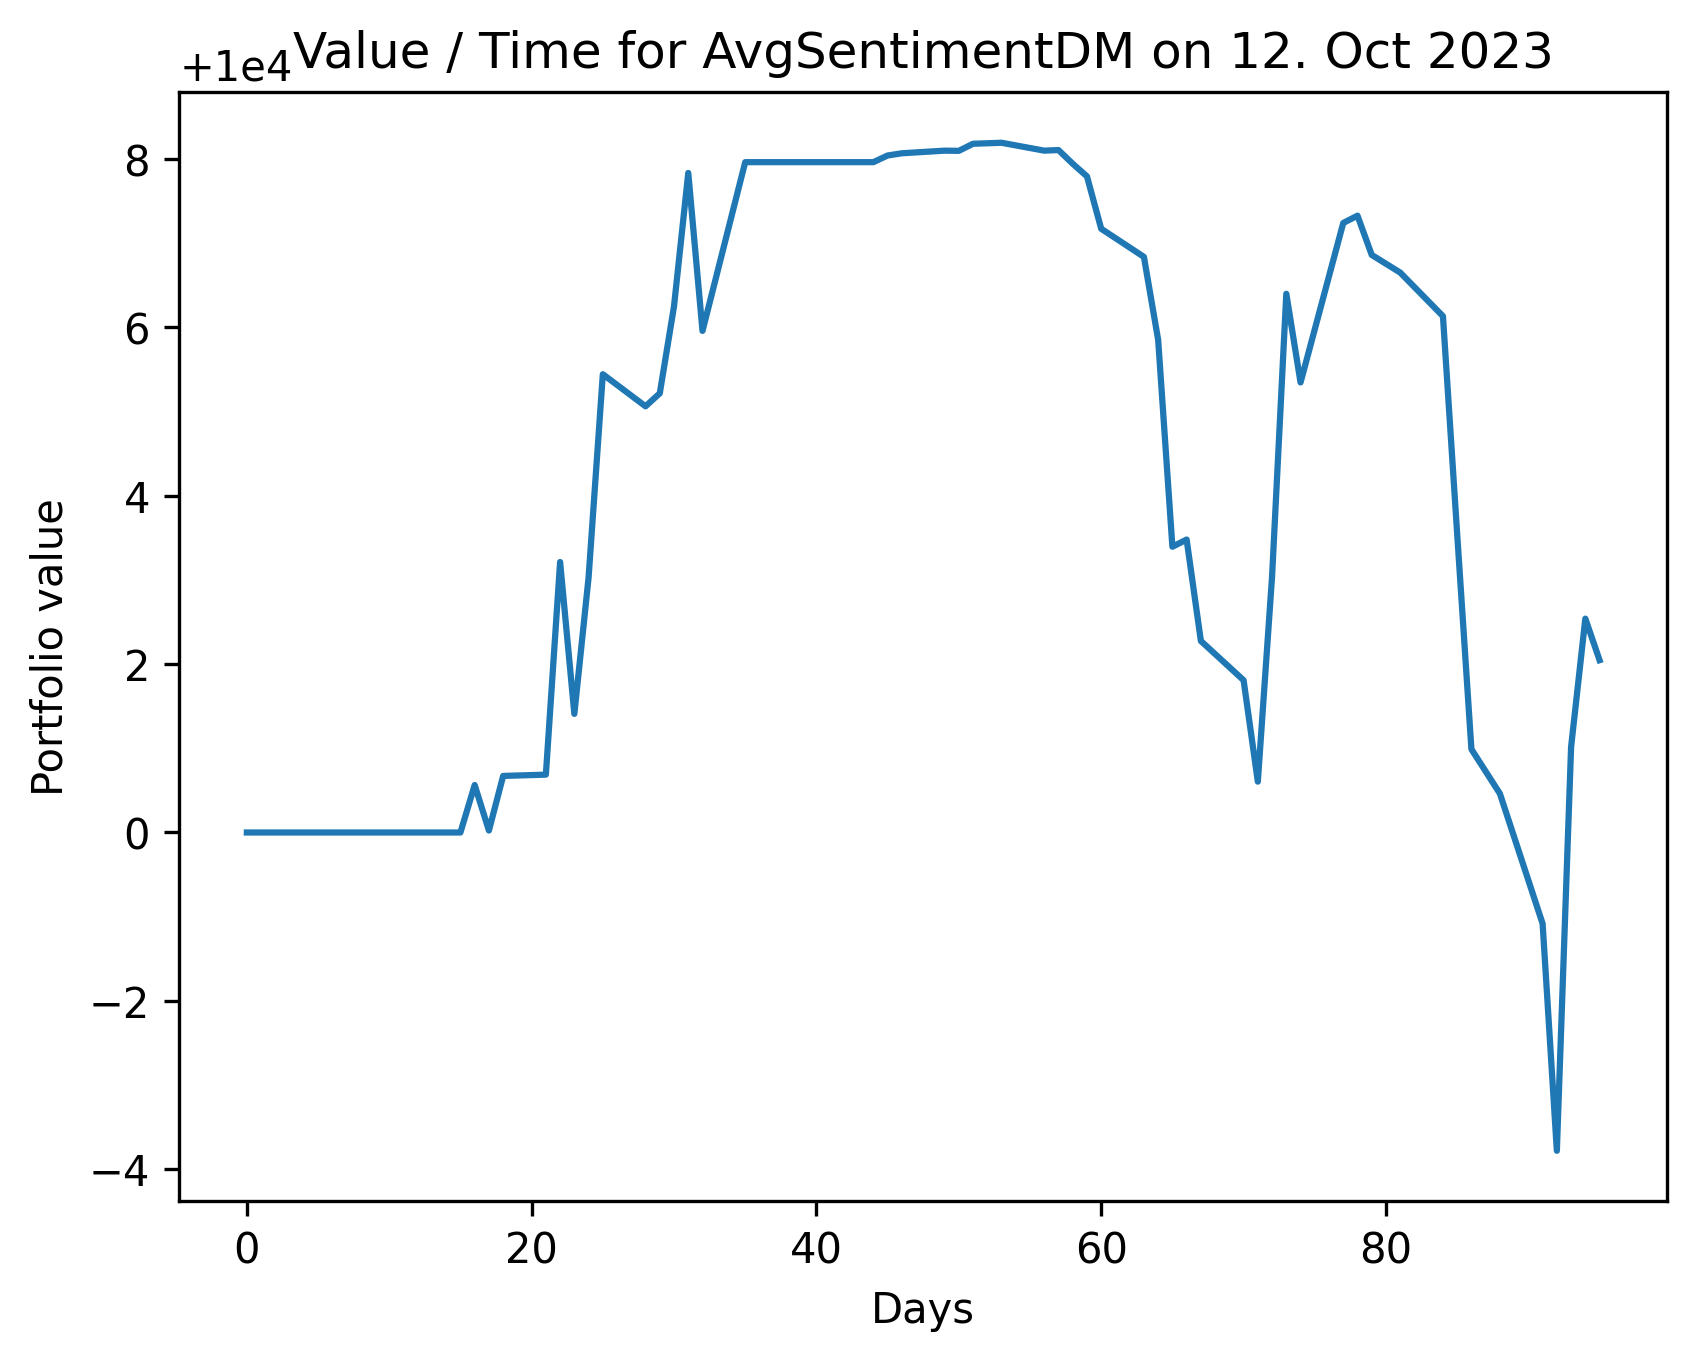 Value / Time for AvgSentimentDM on 12. Oct 2023
+1e4
8
6
4
2
0
−2
−4
Portfolio value
0 20 40 60 80
Days